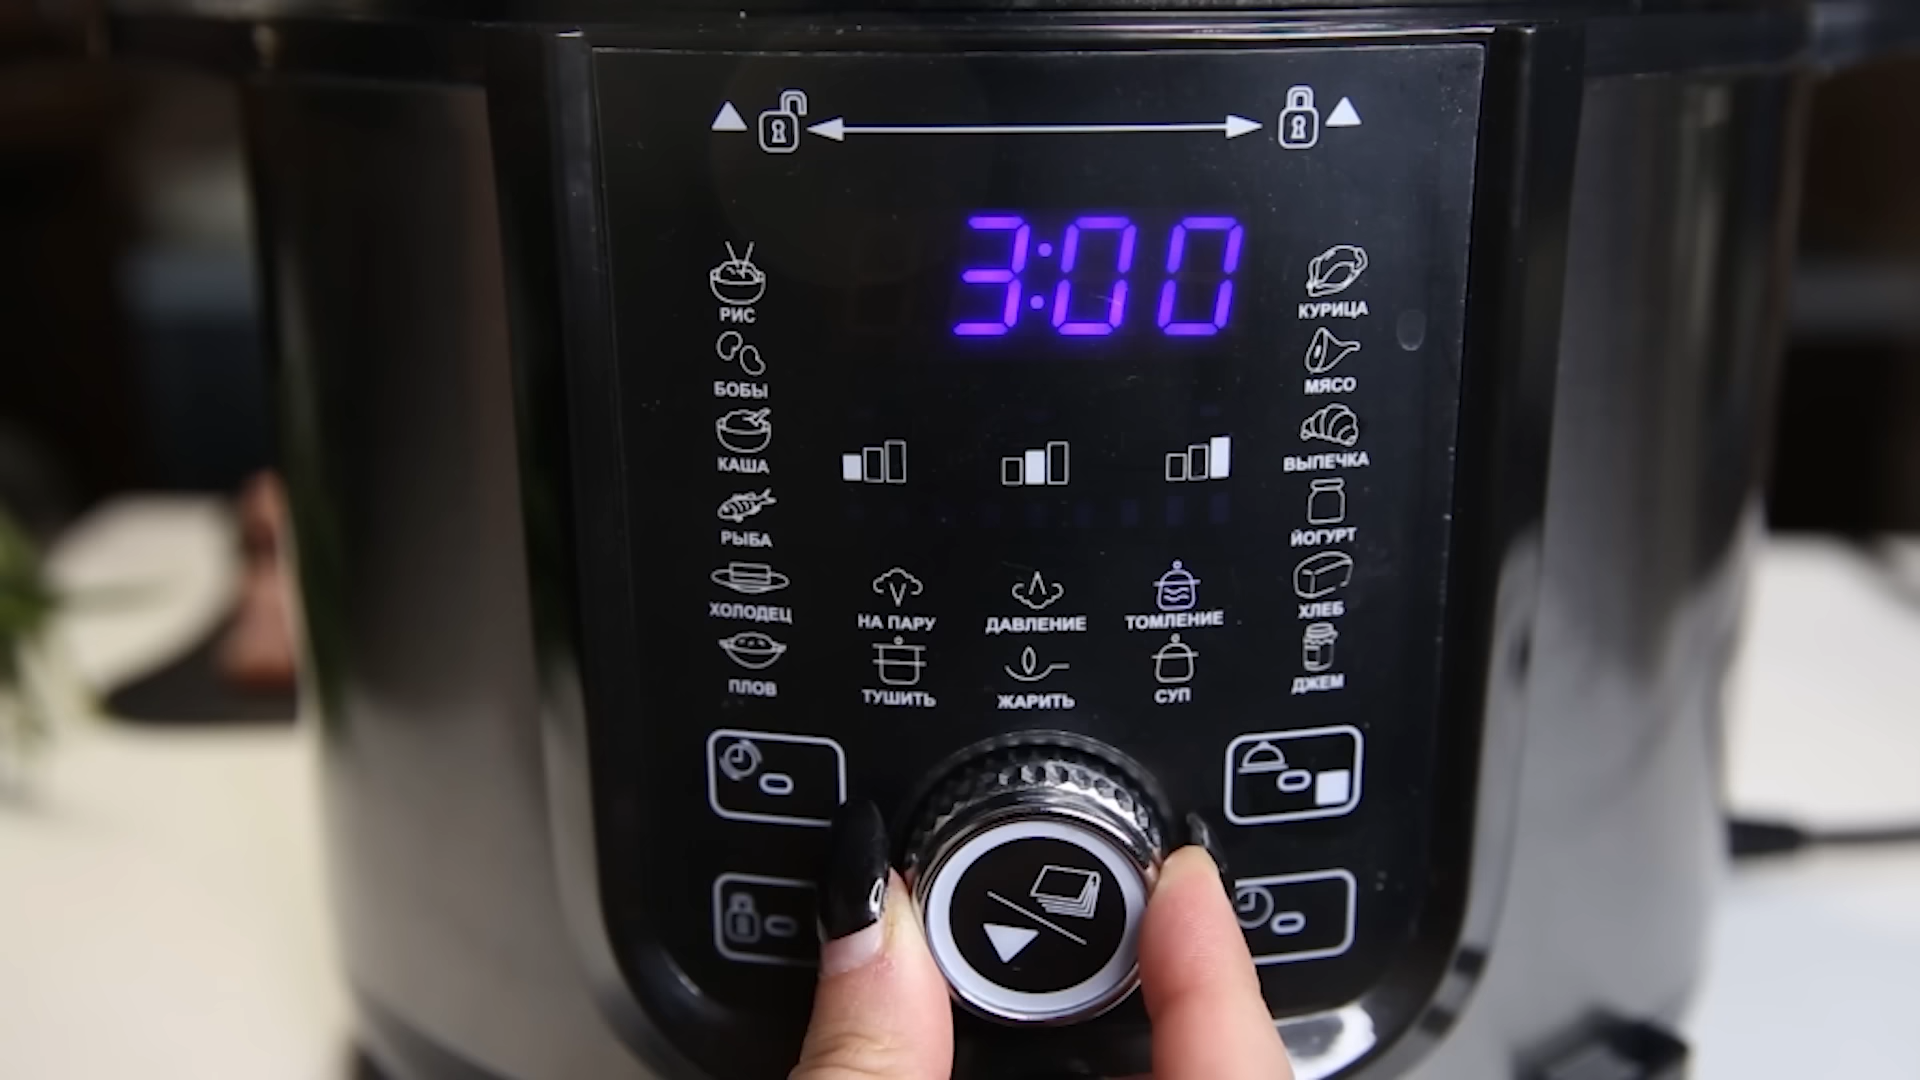 3:00
РИС
КУРИЦА
БОБЫ
МЯСО
КАША
ВЫПЕЧКА
РЫБА
ЙОГУРТ
ХОЛОДЕЦ
НА ПАРУ
ДАВЛЕНИЕ
ТОМЛЕНИЕ
ХЛЕБ
ПЛОВ
ТУШИТЬ
ЖАРИТЬ
СУП
ДЖЕМ